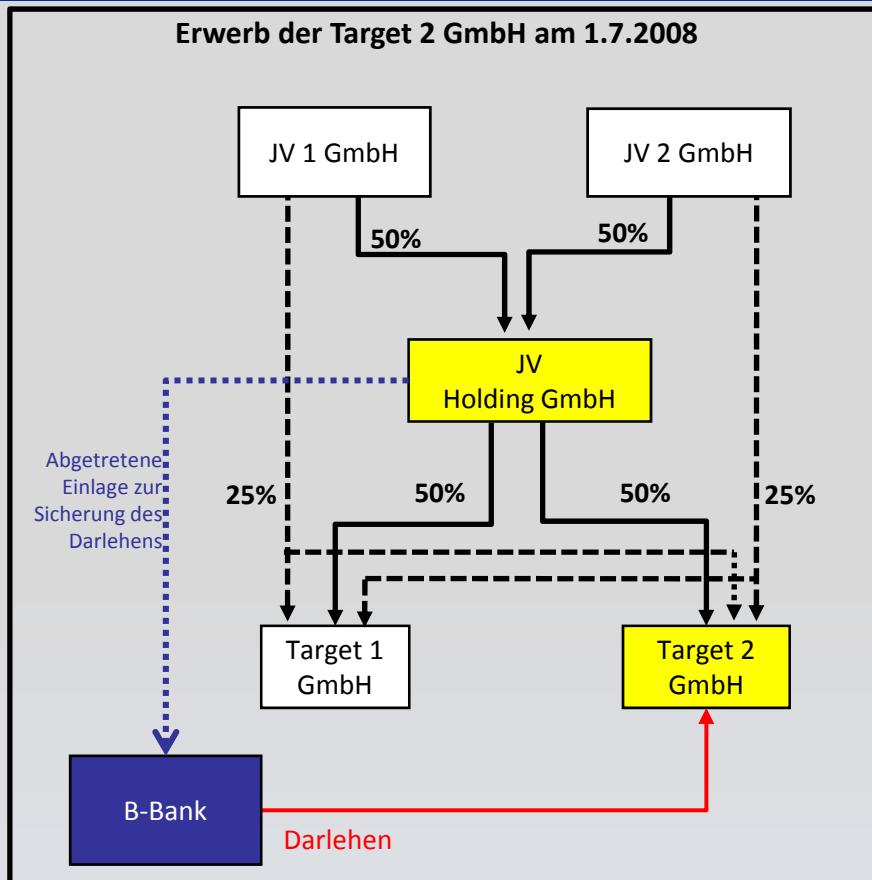 Erwerb der Target 2 GmbH am 1.7.2008
JV 1 GmbH
JV 2 GmbH
50%
50%
JV
Holding GmbH
Abgetretene
Einlage zur
Sicherung des
Darlehens
25%
50%
50%
25%
Target 1
GmbH
Target 2
GmbH
B-Bank
Darlehen